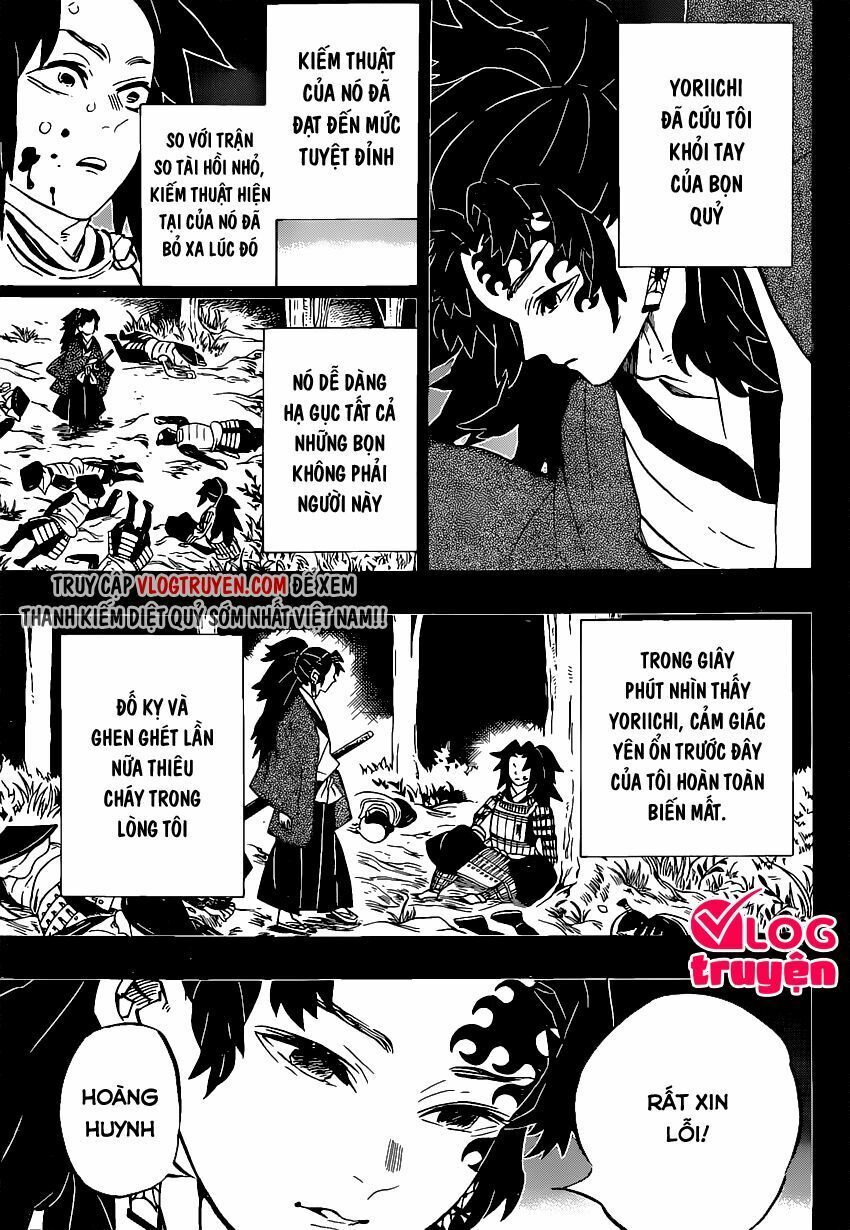 YORIICHI
ĐÃ CỨU TÔI
KHỎI TAY
CỦA BỌN
QUỶ
KIẾM THUẬT
CỦA NÓ ĐÃ
ĐẠT ĐẾN MỨC
TUYỆT ĐỈNH
SO VỚI TRẬN
SO TÀI HỒI NHỎ,
KIẾM THUẬT HIỆN
TẠI CỦA NÓ ĐÃ
BỎ XA LÚC ĐÓ
NÓ DỄ DÀNG
HẠ GỤC TẤT CẢ
NHỮNG BỌN
KHÔNG PHẢI
NGƯỜI NÀY
TRUY CẬP VLOGTRUYEN.COM ĐỂ XEM
THANH KIẾM DIỆT QUỶ SỚM NHẤT VIỆT NAM!!
TRONG GIÂY
PHÚT NHÌN THẤY
YORIICHI, CẢM GIÁC
YÊN ỔN TRƯỚC ĐÂY
CỦA TÔI HOÀN TOÀN
BIẾN MẤT.
ĐỐ KỴ VÀ
GHEN GHÉT LẦN
NỮA THIÊU
CHÁY TRONG
LÒNG TÔI
VLOG
truyện
RẤT XIN
LỖI!
HOÀNG
HUYNH